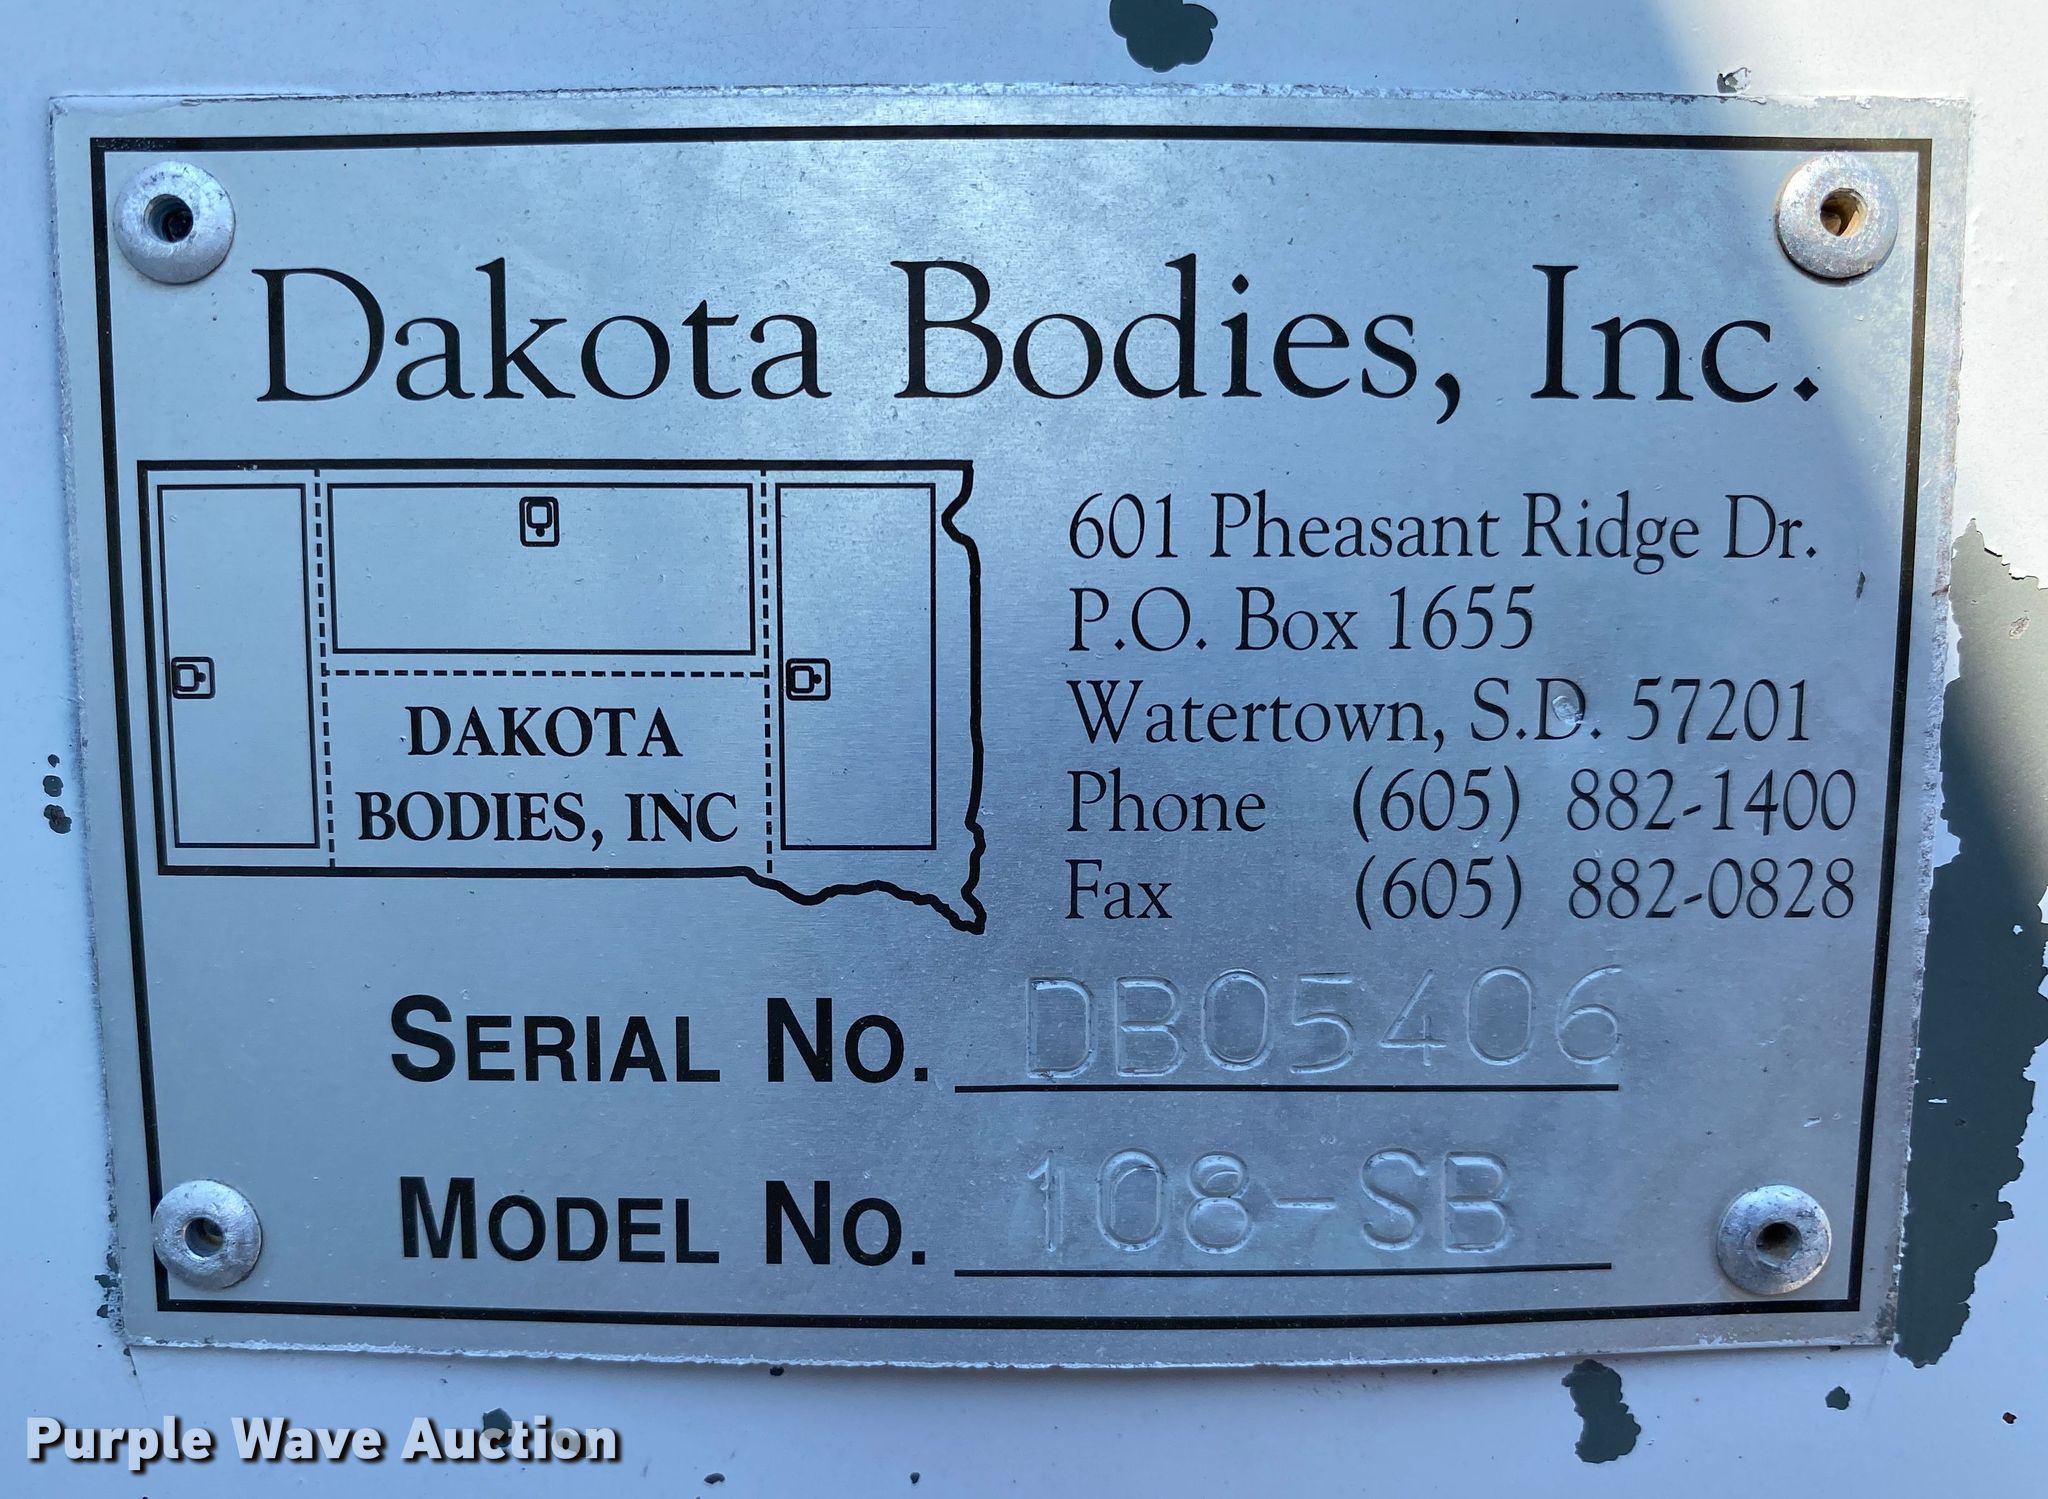 Dakota Bodies, Inc.
DAKOTA
BODIES, INC
601 Pheasant Ridge Dr.
P.O. Box 1655
Watertown, S.D. 57201
Phone (605) 882-1400
Fax (605) 882-0828
SERIAL NO. DB05406
MODEL NO. 108-SB
Purple Wave Auction